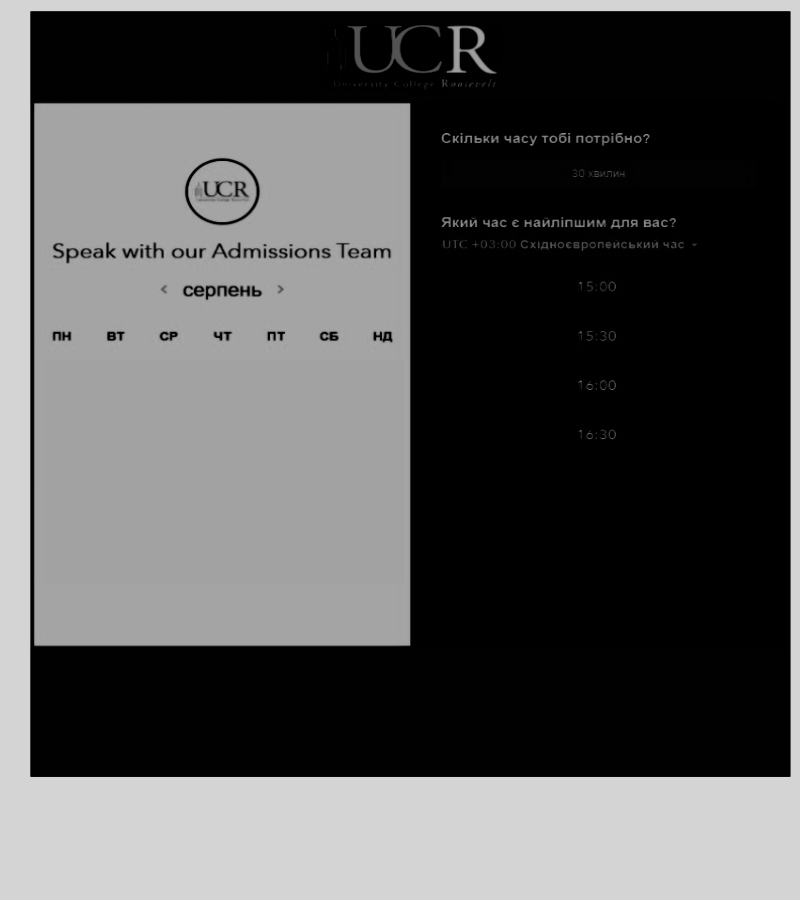 UCR
University College Roosevelt
UCR
Speak with our Admissions Team
‹ серпень ›
ПН ВТ СР ЧТ ПТ СБ НД
Скільки часу тобі потрібно?
30 хвилин
Який час є найліпшим для вас?
UTC +03:00 Східноєвропейський час
15:00
15:30
16:00
16:30